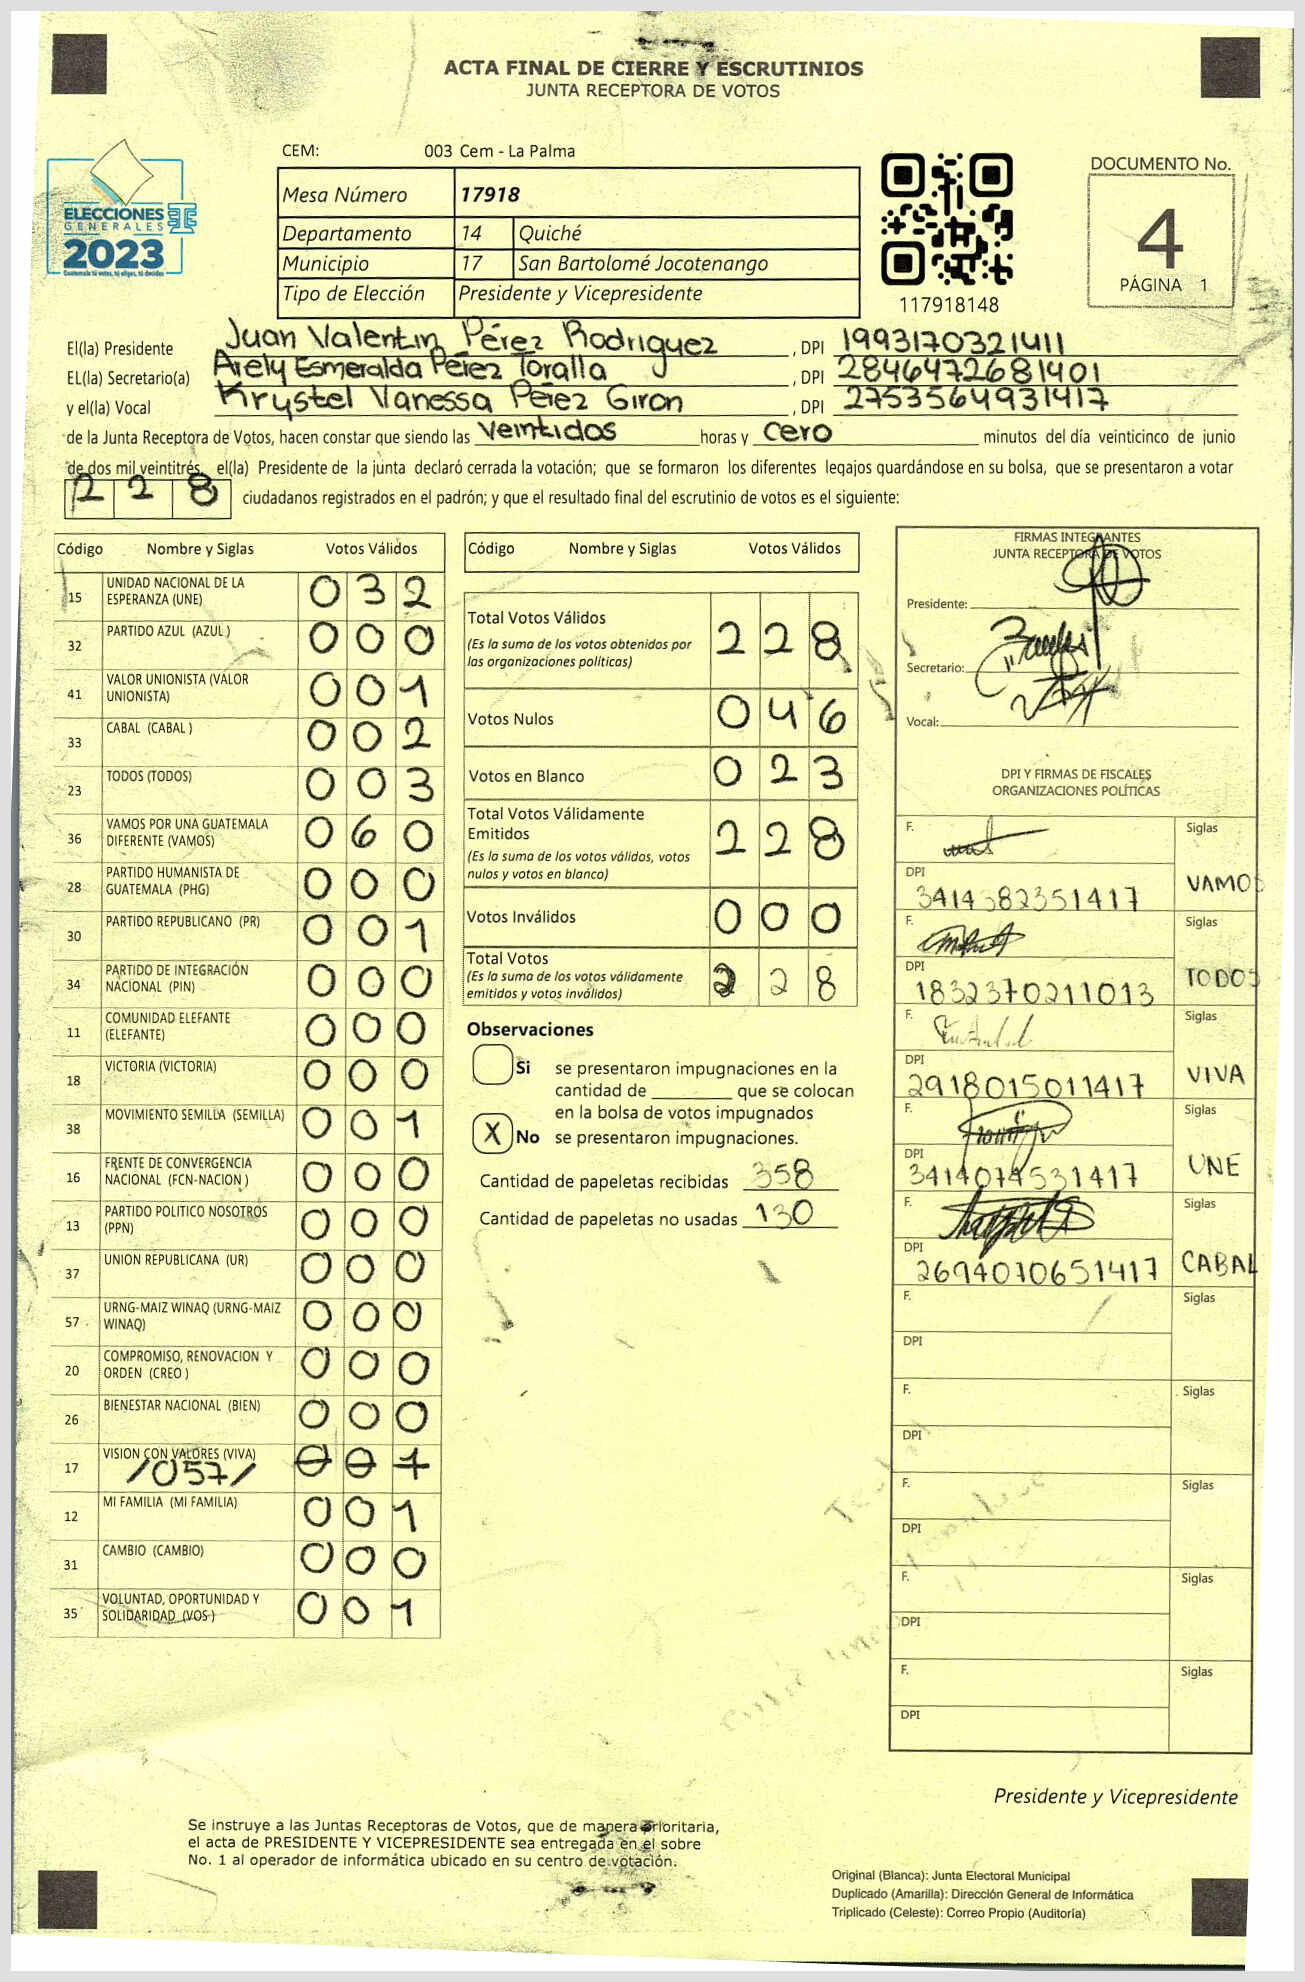 ACTA FINAL DE CIERRE Y ESCRUTINIOS
JUNTA RECEPTORA DE VOTOS
ELECCIONES
GENERALES
2023
Guatemala tú votas, tú eliges, tú decides
CEM: 003 Cem - La Palma
Mesa Número 17918
Departamento 14 Quiché
Municipio 17 San Bartolomé Jocotenango
Tipo de Elección Presidente y Vicepresidente
117918148
DOCUMENTO No.
4
PÁGINA 1
El(la) Presidente Juan Valentin Pérez Rodriguez , DPI 1993170321411
EL(la) Secretario(a) Arely Esmeralda Pérez Toralla , DPI 2846472681401
y el(la) Vocal Krystel Vanessa Pérez Giron , DPI 2753564931417
de la Junta Receptora de Votos, hacen constar que siendo las Veintidos horas y cero minutos del día veinticinco de junio
de dos mil veintitrés, el(la) Presidente de la junta declaró cerrada la votación; que se formaron los diferentes legajos guardándose en su bolsa, que se presentaron a votar
228 ciudadanos registrados en el padrón; y que el resultado final del escrutinio de votos es el siguiente:
Código Nombre y Siglas Votos Válidos
15 UNIDAD NACIONAL DE LA ESPERANZA (UNE) 0 3 2
32 PARTIDO AZUL (AZUL ) 0 0 0
41 VALOR UNIONISTA (VALOR UNIONISTA) 0 0 1
33 CABAL (CABAL ) 0 0 2
23 TODOS (TODOS) 0 0 3
36 VAMOS POR UNA GUATEMALA DIFERENTE (VAMOS) 0 6 0
28 PARTIDO HUMANISTA DE GUATEMALA (PHG) 0 0 0
30 PARTIDO REPUBLICANO (PR) 0 0 1
34 PARTIDO DE INTEGRACIÓN NACIONAL (PIN) 0 0 0
11 COMUNIDAD ELEFANTE (ELEFANTE) 0 0 0
18 VICTORIA (VICTORIA) 0 0 0
38 MOVIMIENTO SEMILLA (SEMILLA) 0 0 1
16 FRENTE DE CONVERGENCIA NACIONAL (FCN-NACION ) 0 0 0
13 PARTIDO POLITICO NOSOTROS (PPN) 0 0 0
37 UNION REPUBLICANA (UR) 0 0 0
57 URNG-MAIZ WINAQ (URNG-MAIZ WINAQ) 0 0 0
20 COMPROMISO, RENOVACION Y ORDEN (CREO ) 0 0 0
26 BIENESTAR NACIONAL (BIEN) 0 0 0
17 VISION CON VALORES (VIVA) 0 0 1
/057/
12 MI FAMILIA (MI FAMILIA) 0 0 1
31 CAMBIO (CAMBIO) 0 0 0
35 VOLUNTAD, OPORTUNIDAD Y SOLIDARIDAD (VOS ) 0 0 1
Código Nombre y Siglas Votos Válidos
Total Votos Válidos 2 2 8
(Es la suma de los votos obtenidos por
las organizaciones políticas)
Votos Nulos 0 4 6
Votos en Blanco 0 2 3
Total Votos Válidamente
Emitidos 2 2 8
(Es la suma de los votos válidos, votos
nulos y votos en blanco)
Votos Inválidos 0 0 0
Total Votos 2 2 8
(Es la suma de los votos válidamente
emitidos y votos inválidos)
Observaciones
Si se presentaron impugnaciones en la
cantidad de ________ que se colocan
en la bolsa de votos impugnados
X No se presentaron impugnaciones.
Cantidad de papeletas recibidas 358
Cantidad de papeletas no usadas 130
FIRMAS INTEGRANTES
JUNTA RECEPTORA DE VOTOS
Presidente:
Secretario:
Vocal:
DPI Y FIRMAS DE FISCALES
ORGANIZACIONES POLÍTICAS
F. Siglas
DPI 3414382351417 VAMOS
F. Siglas
DPI 1832370211013 TODOS
F. Siglas
DPI 2918015011417 VIVA
F. Siglas
DPI 3414074531417 UNE
F. Siglas
DPI 2694070651417 CABAL
F. Siglas
DPI
F. Siglas
DPI
F. Siglas
DPI
F. Siglas
DPI
F. Siglas
DPI
Presidente y Vicepresidente
Se instruye a las Juntas Receptoras de Votos, que de manera prioritaria,
el acta de PRESIDENTE Y VICEPRESIDENTE sea entregada en el sobre
No. 1 al operador de informática ubicado en su centro de votación.
Original (Blanca): Junta Electoral Municipal
Duplicado (Amarilla): Dirección General de Informática
Triplicado (Celeste): Correo Propio (Auditoría)